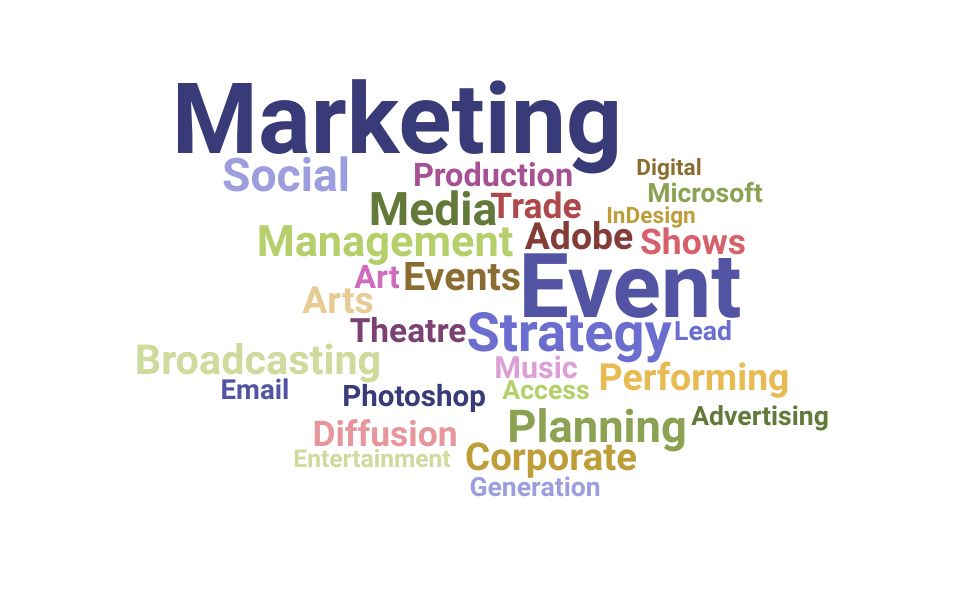 Marketing
Social Production Digital
Microsoft
Media Trade InDesign
Management Adobe Shows
Art Events Event
Arts
Theatre Strategy Lead
Broadcasting Music Performing
Email Photoshop Access
Diffusion Planning Advertising
Entertainment Corporate
Generation